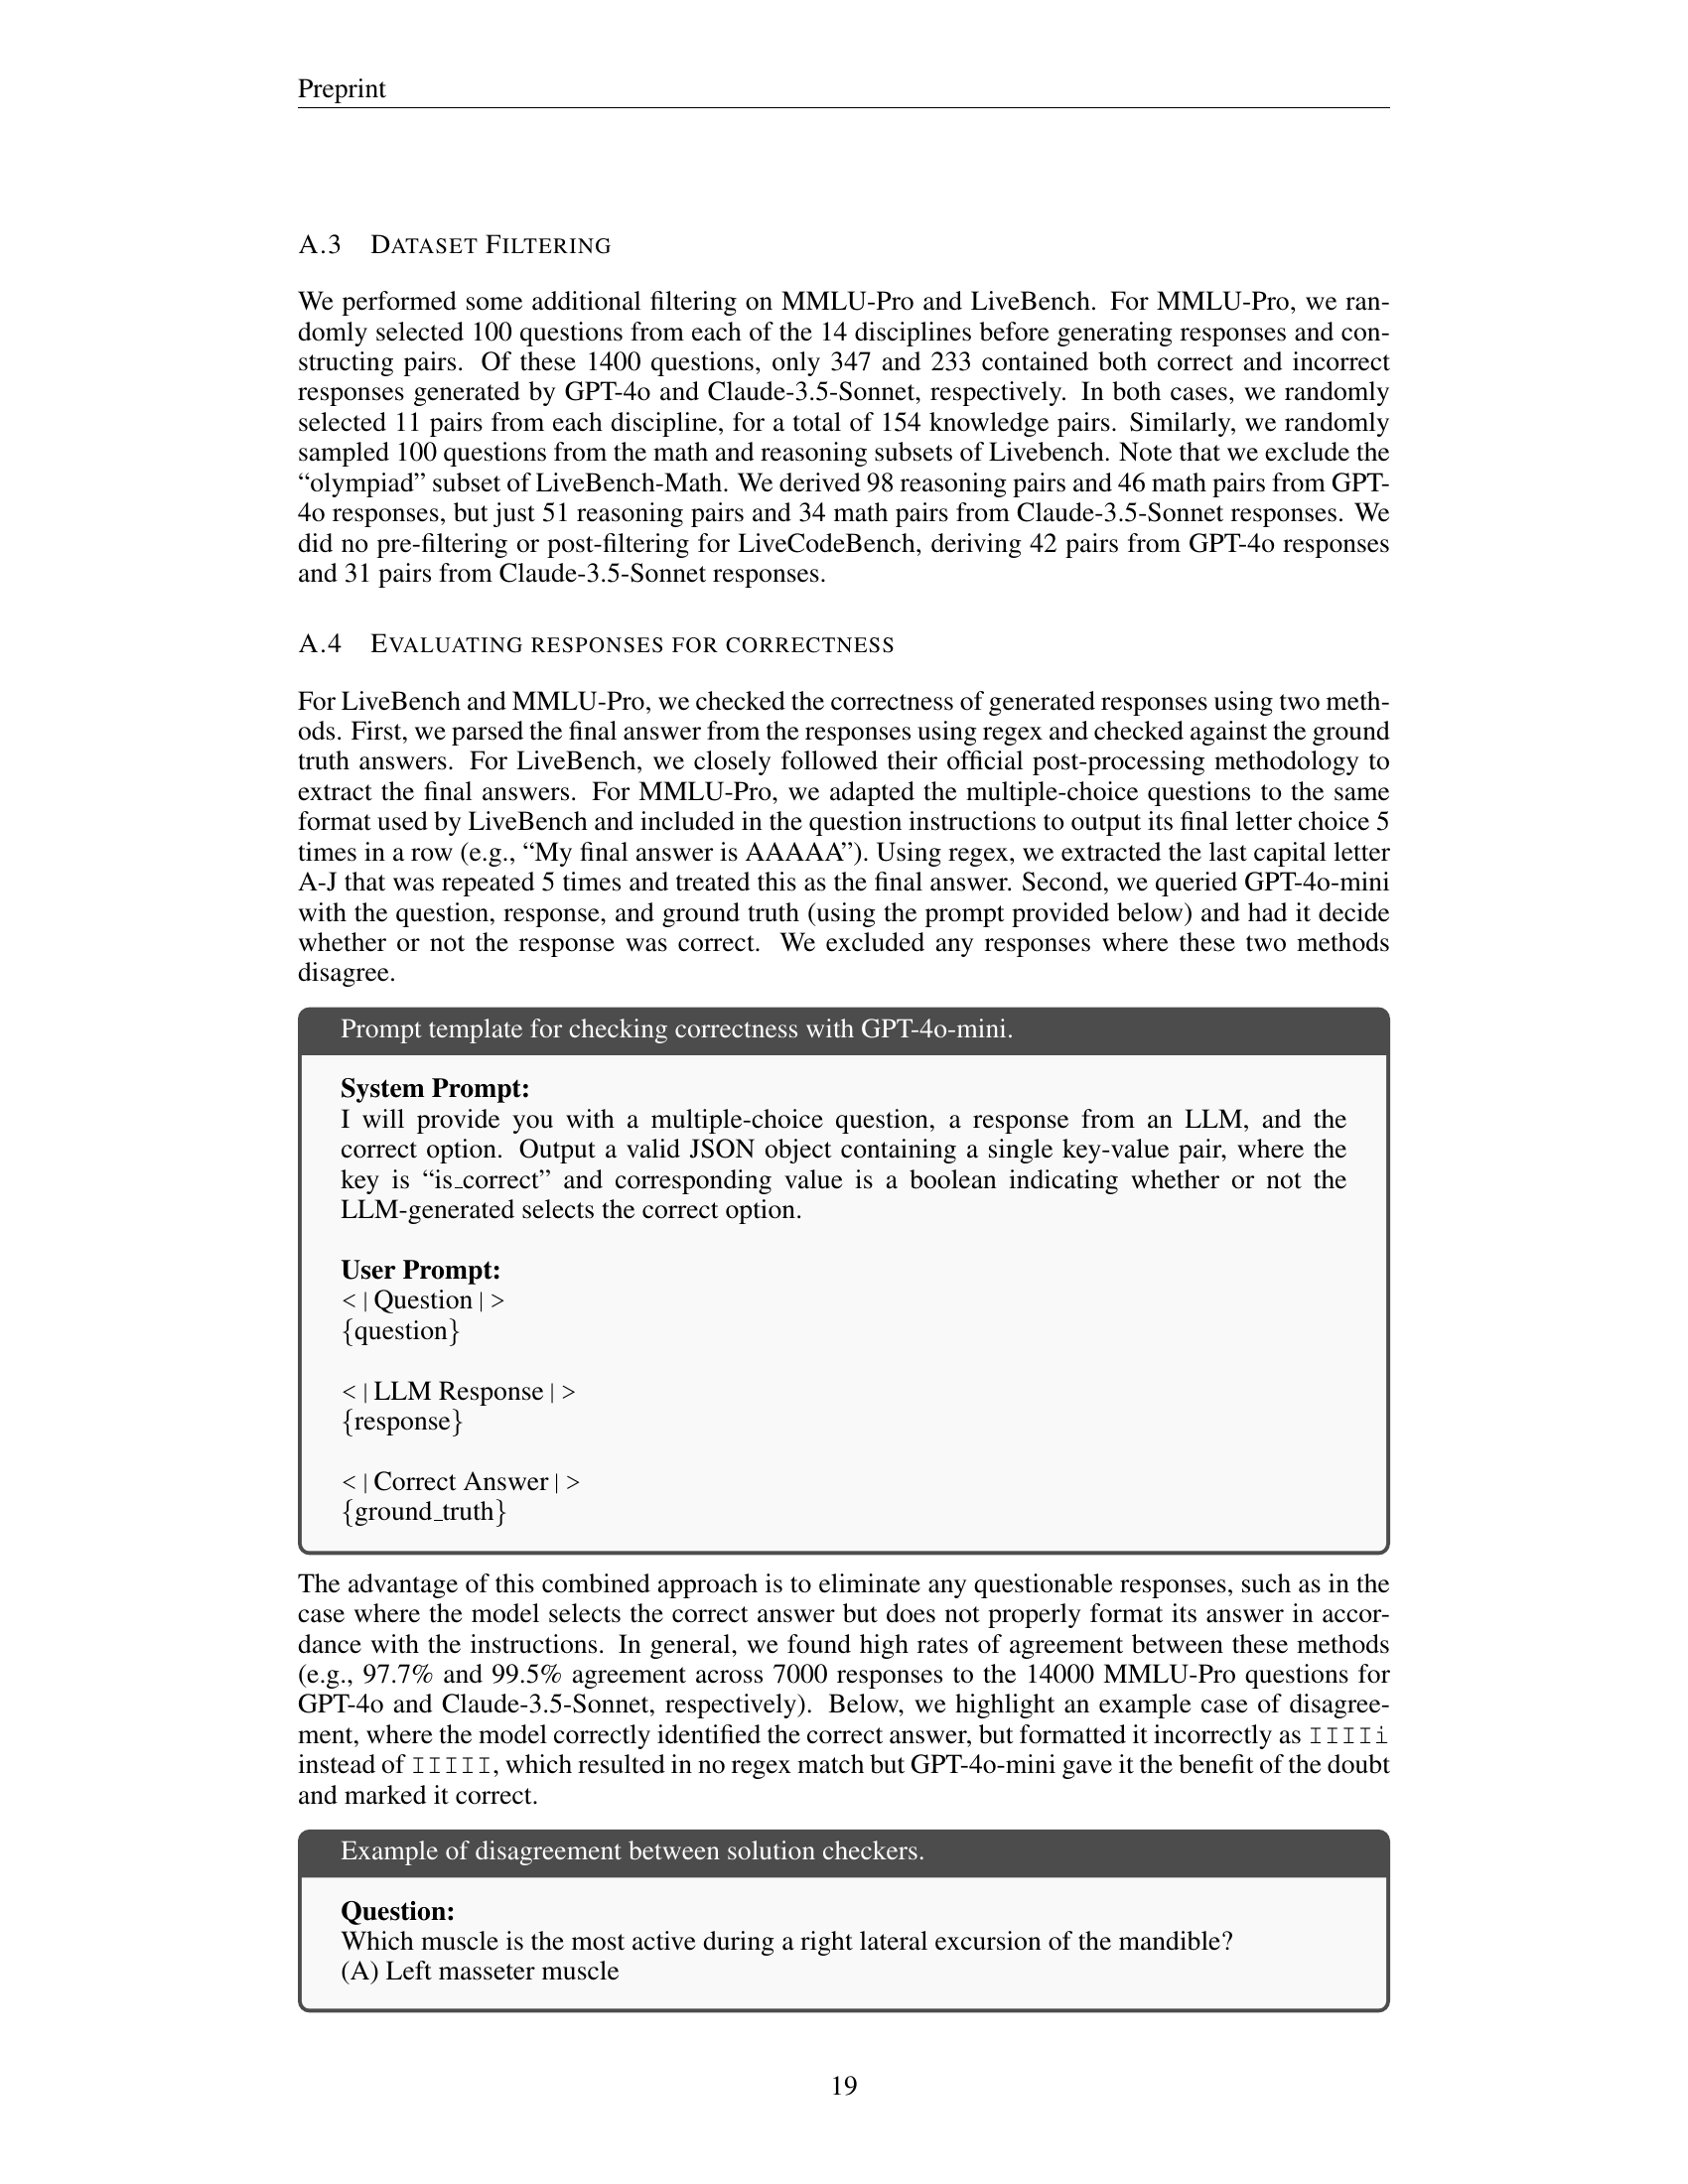 Preprint
A.3 DATASET FILTERING
We performed some additional filtering on MMLU-Pro and LiveBench. For MMLU-Pro, we ran-
domly selected 100 questions from each of the 14 disciplines before generating responses and con-
structing pairs. Of these 1400 questions, only 347 and 233 contained both correct and incorrect
responses generated by GPT-4o and Claude-3.5-Sonnet, respectively. In both cases, we randomly
selected 11 pairs from each discipline, for a total of 154 knowledge pairs. Similarly, we randomly
sampled 100 questions from the math and reasoning subsets of Livebench. Note that we exclude the
“olympiad” subset of LiveBench-Math. We derived 98 reasoning pairs and 46 math pairs from GPT-
4o responses, but just 51 reasoning pairs and 34 math pairs from Claude-3.5-Sonnet responses. We
did no pre-filtering or post-filtering for LiveCodeBench, deriving 42 pairs from GPT-4o responses
and 31 pairs from Claude-3.5-Sonnet responses.
A.4 EVALUATING RESPONSES FOR CORRECTNESS
For LiveBench and MMLU-Pro, we checked the correctness of generated responses using two meth-
ods. First, we parsed the final answer from the responses using regex and checked against the ground
truth answers. For LiveBench, we closely followed their official post-processing methodology to
extract the final answers. For MMLU-Pro, we adapted the multiple-choice questions to the same
format used by LiveBench and included in the question instructions to output its final letter choice 5
times in a row (e.g., “My final answer is AAAAA”). Using regex, we extracted the last capital letter
A-J that was repeated 5 times and treated this as the final answer. Second, we queried GPT-4o-mini
with the question, response, and ground truth (using the prompt provided below) and had it decide
whether or not the response was correct. We excluded any responses where these two methods
disagree.
Prompt template for checking correctness with GPT-4o-mini.
System Prompt:
I will provide you with a multiple-choice question, a response from an LLM, and the
correct option. Output a valid JSON object containing a single key-value pair, where the
key is “is_correct” and corresponding value is a boolean indicating whether or not the
LLM-generated selects the correct option.
User Prompt:
<|Question|>
{question}
<|LLM Response|>
{response}
<|Correct Answer|>
{ground_truth}
The advantage of this combined approach is to eliminate any questionable responses, such as in the
case where the model selects the correct answer but does not properly format its answer in accor-
dance with the instructions. In general, we found high rates of agreement between these methods
(e.g., 97.7% and 99.5% agreement across 7000 responses to the 14000 MMLU-Pro questions for
GPT-4o and Claude-3.5-Sonnet, respectively). Below, we highlight an example case of disagree-
ment, where the model correctly identified the correct answer, but formatted it incorrectly as IIIIi
instead of IIIII, which resulted in no regex match but GPT-4o-mini gave it the benefit of the doubt
and marked it correct.
Example of disagreement between solution checkers.
Question:
Which muscle is the most active during a right lateral excursion of the mandible?
(A) Left masseter muscle
19